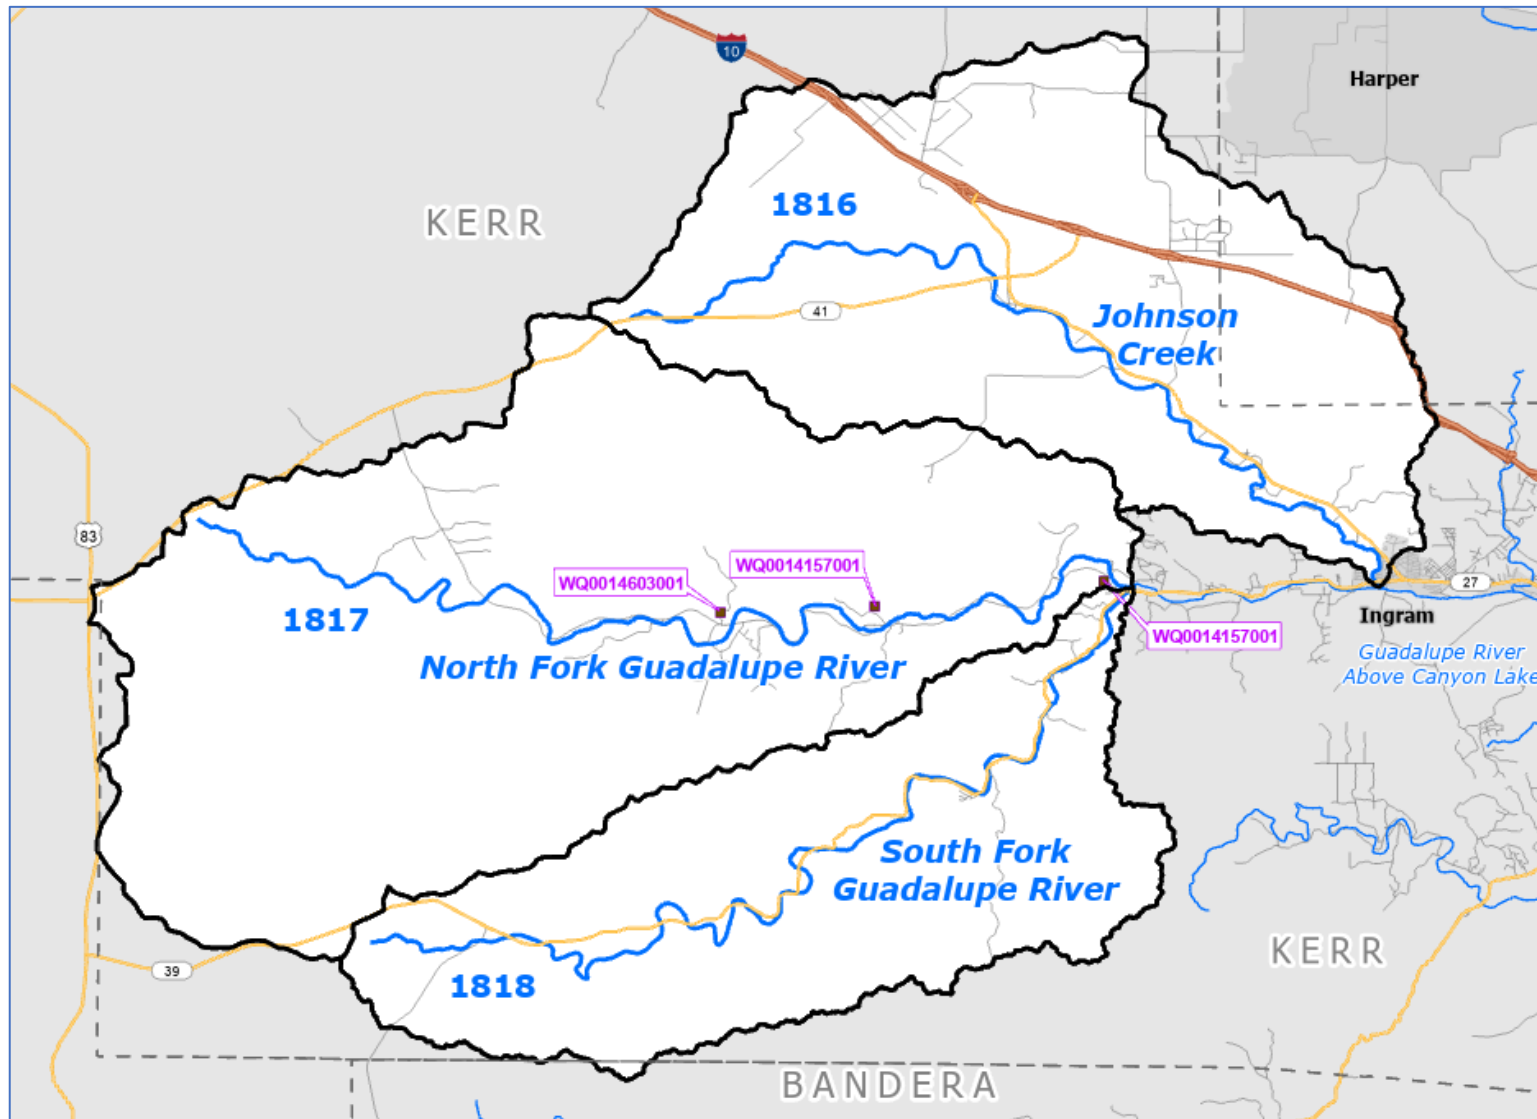 10
Harper
1816
KERR
41
Johnson
Creek
83
WQ0014157001
WQ0014603001
27
1817
Ingram
WQ0014157001
North Fork Guadalupe River
Guadalupe River
Above Canyon Lake
South Fork
Guadalupe River
KERR
39
1818
BANDERA